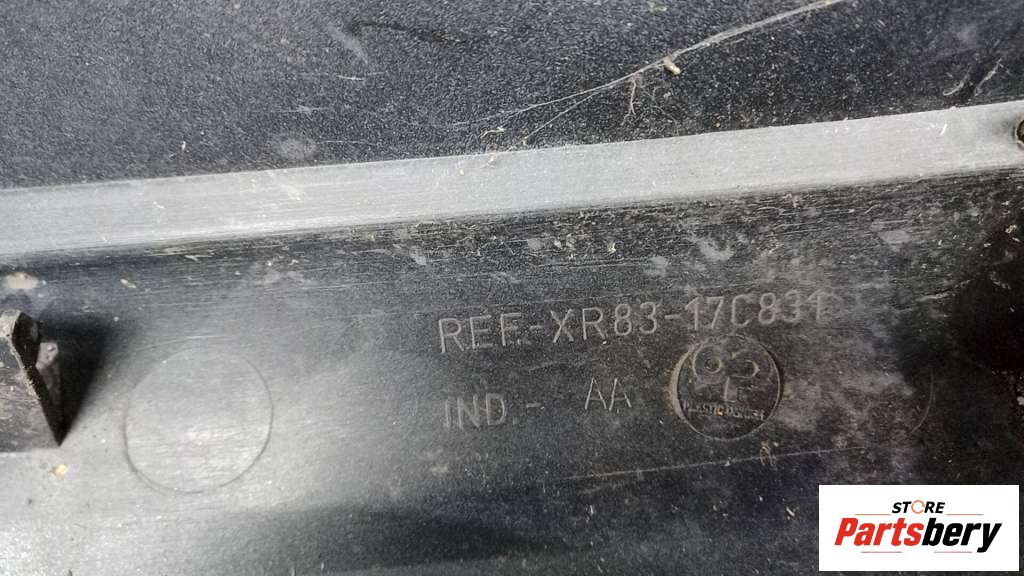 REF.-XR83-17C831
IND.- AA
STORE
Partsbery